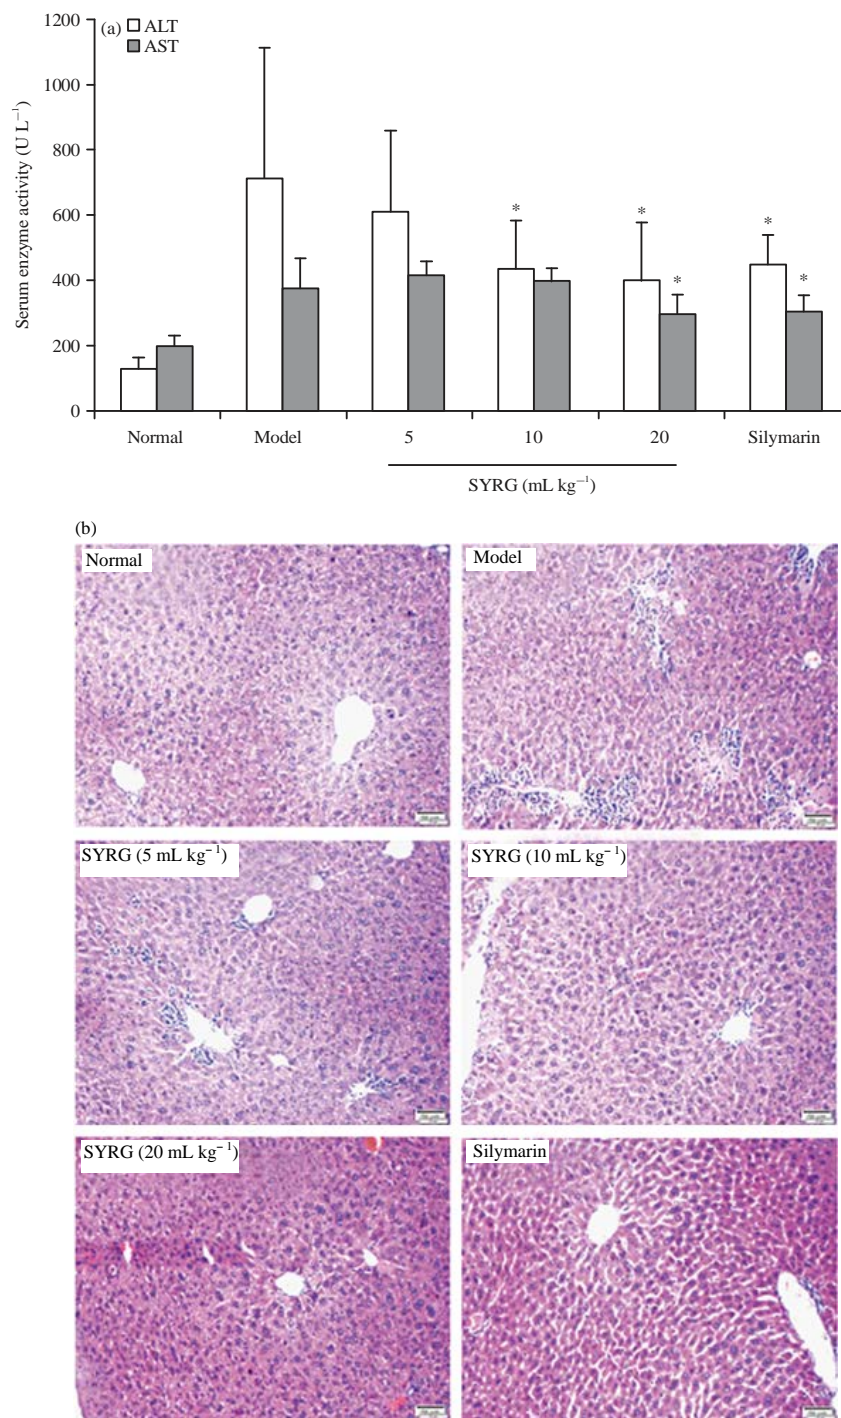 1200
(a) ALT
AST
1000
800
600
400
200
0
Serum enzyme activity (U L⁻¹)
* * *
* *
Normal Model 5 10 20 Silymarin
SYRG (mL kg⁻¹)
(b)
Normal Model
SYRG (5 mL kg⁻¹) SYRG (10 mL kg⁻¹)
SYRG (20 mL kg⁻¹) Silymarin